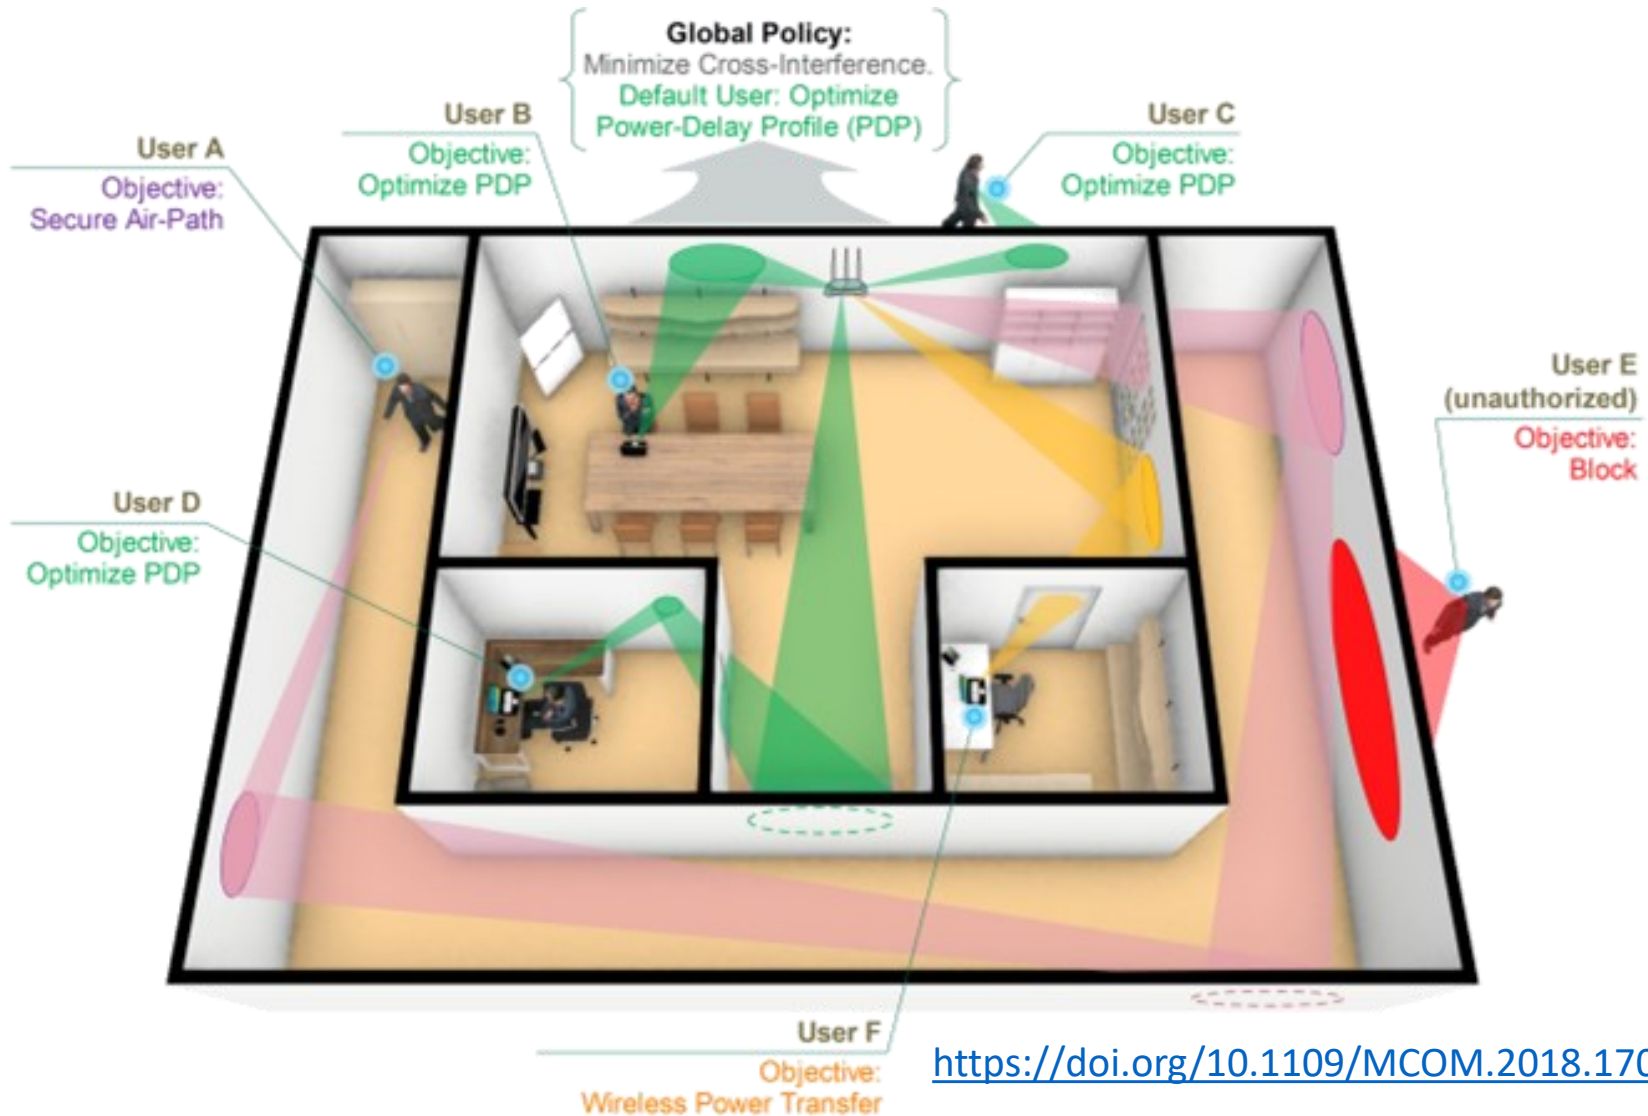 Global Policy:
Minimize Cross-Interference.
Default User: Optimize
Power-Delay Profile (PDP)
User A
Objective:
Secure Air-Path
User B
Objective:
Optimize PDP
User C
Objective:
Optimize PDP
User E
(unauthorized)
Objective:
Block
User D
Objective:
Optimize PDP
User F
Objective:
Wireless Power Transfer
https://doi.org/10.1109/MCOM.2018.170